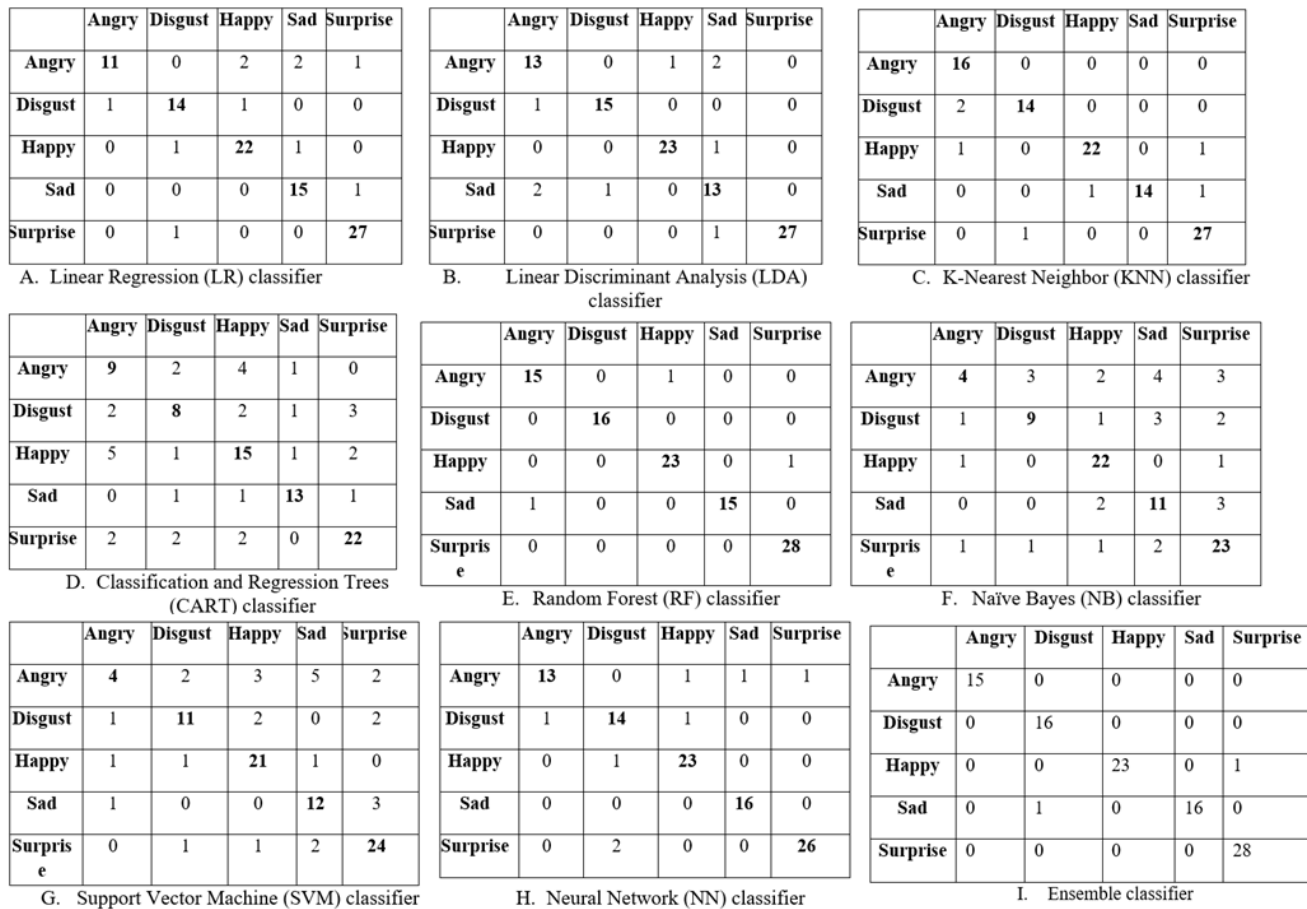 Angry Disgust Happy Sad Surprise
Angry 11 0 2 2 1
Disgust 1 14 1 0 0
Happy 0 1 22 1 0
Sad 0 0 0 15 1
Surprise 0 1 0 0 27
A. Linear Regression (LR) classifier
Angry Disgust Happy Sad Surprise
Angry 13 0 1 2 0
Disgust 1 15 0 0 0
Happy 0 0 23 1 0
Sad 2 1 0 13 0
Surprise 0 0 0 1 27
B. Linear Discriminant Analysis (LDA)
classifier
Angry Disgust Happy Sad Surprise
Angry 16 0 0 0 0
Disgust 2 14 0 0 0
Happy 1 0 22 0 1
Sad 0 0 1 14 1
Surprise 0 1 0 0 27
C. K-Nearest Neighbor (KNN) classifier
Angry Disgust Happy Sad Surprise
Angry 9 2 4 1 0
Disgust 2 8 2 1 3
Happy 5 1 15 1 2
Sad 0 1 1 13 1
Surprise 2 2 2 0 22
D. Classification and Regression Trees
(CART) classifier
Angry Disgust Happy Sad Surprise
Angry 15 0 1 0 0
Disgust 0 16 0 0 0
Happy 0 0 23 0 1
Sad 1 0 0 15 0
Surpris 0 0 0 0 28
e
E. Random Forest (RF) classifier
Angry Disgust Happy Sad Surprise
Angry 4 3 2 4 3
Disgust 1 9 1 3 2
Happy 1 0 22 0 1
Sad 0 0 2 11 3
Surpris 1 1 1 2 23
e
F. Naïve Bayes (NB) classifier
Angry Disgust Happy Sad Surprise
Angry 4 2 3 5 2
Disgust 1 11 2 0 2
Happy 1 1 21 1 0
Sad 1 0 0 12 3
Surpris 0 1 1 2 24
e
G. Support Vector Machine (SVM) classifier
Angry Disgust Happy Sad Surprise
Angry 13 0 1 1 1
Disgust 1 14 1 0 0
Happy 0 1 23 0 0
Sad 0 0 0 16 0
Surprise 0 2 0 0 26
H. Neural Network (NN) classifier
Angry Disgust Happy Sad Surprise
Angry 15 0 0 0 0
Disgust 0 16 0 0 0
Happy 0 0 23 0 1
Sad 0 1 0 16 0
Surprise 0 0 0 0 28
I. Ensemble classifier